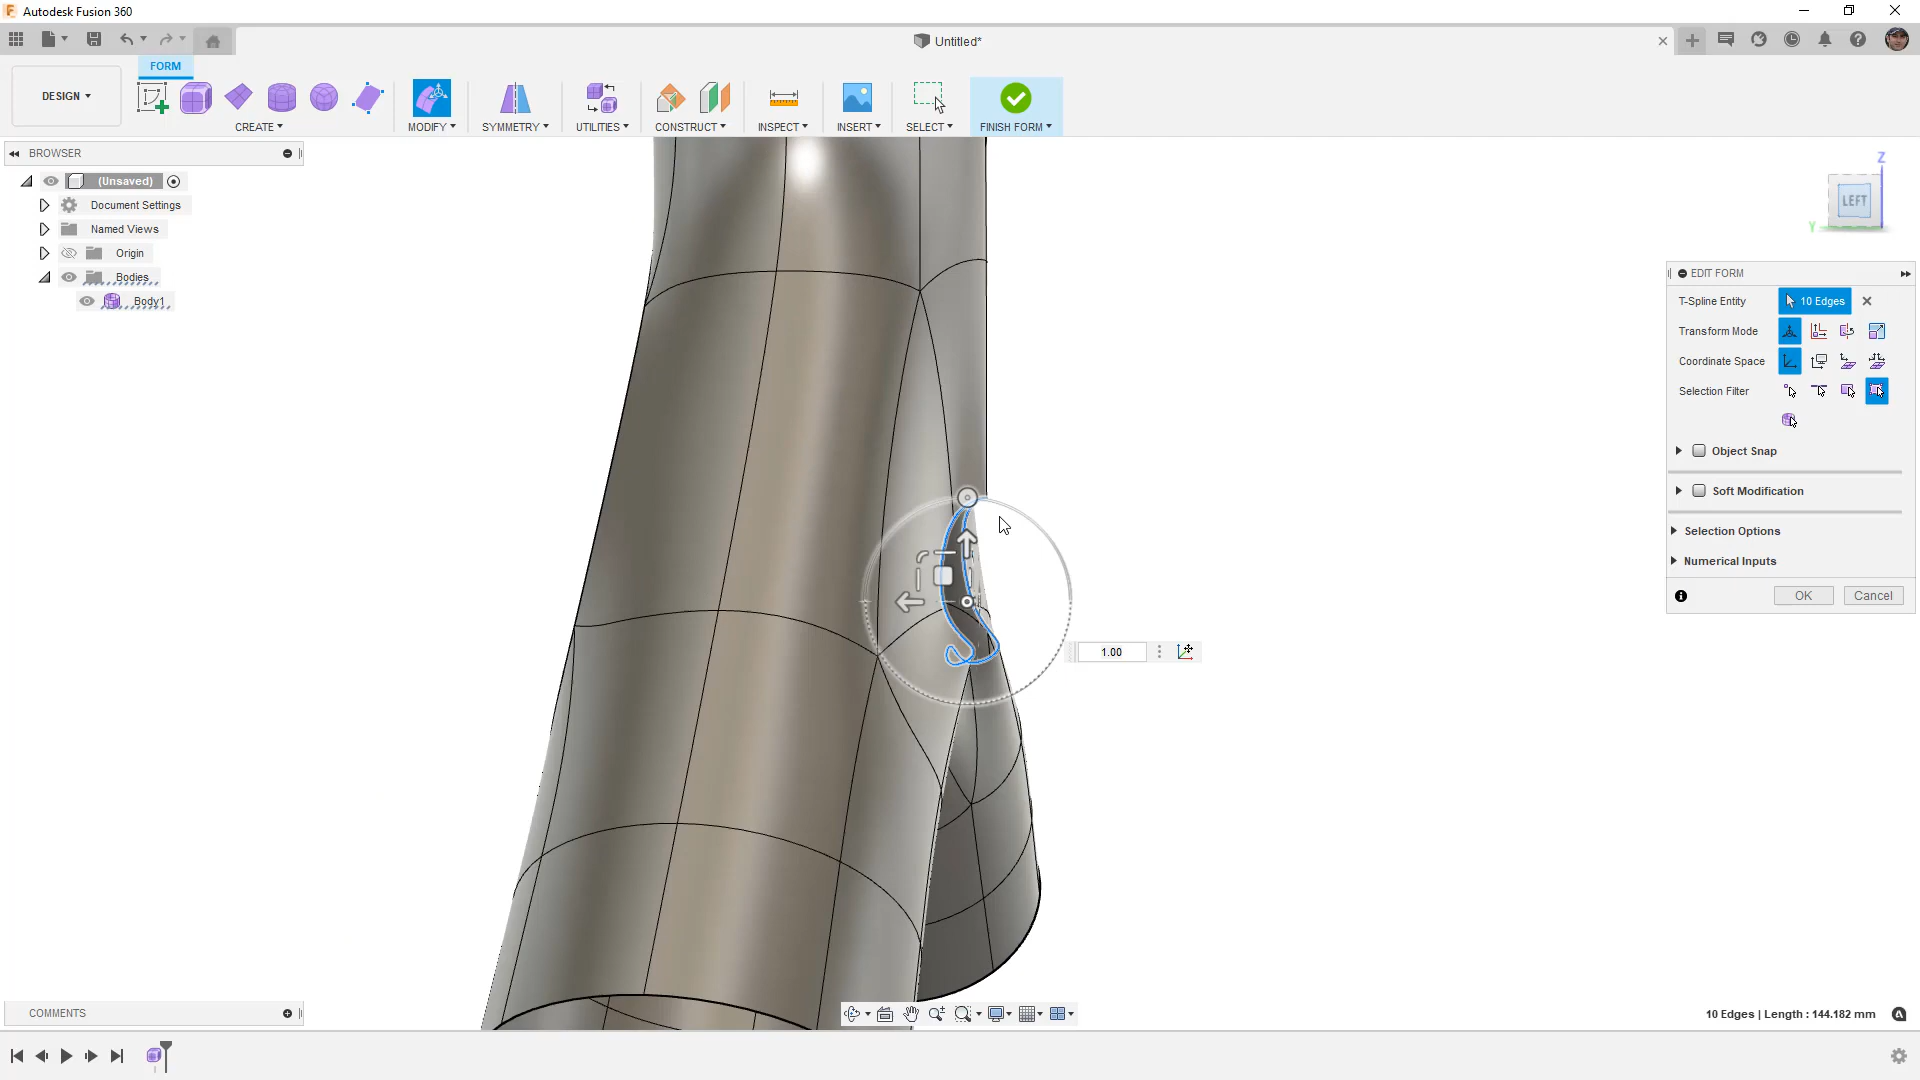 Autodesk Fusion 360
Untitled*
FORM
DESIGN
CREATE
MODIFY
SYMMETRY
UTILITIES
CONSTRUCT
INSPECT
INSERT
SELECT
FINISH FORM
BROWSER
(Unsaved)
Document Settings
Named Views
Origin
Bodies
Body1
Z
LEFT
Y
EDIT FORM
T-Spline Entity
10 Edges
Transform Mode
Coordinate Space
Selection Filter
Object Snap
Soft Modification
Selection Options
Numerical Inputs
OK
Cancel
1.00
COMMENTS
10 Edges | Length : 144.182 mm